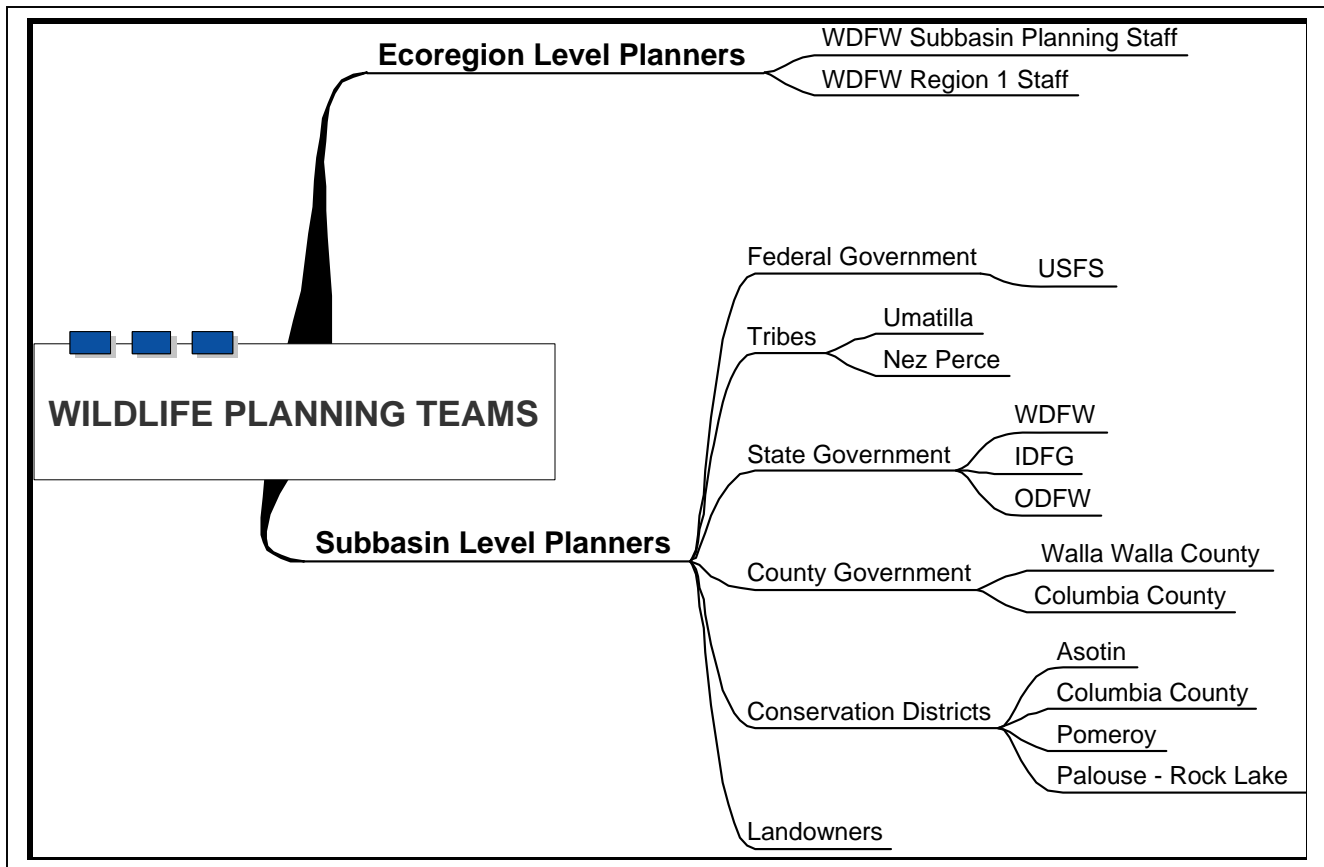 Ecoregion Level Planners
WDFW Subbasin Planning Staff
WDFW Region 1 Staff
WILDLIFE PLANNING TEAMS
Subbasin Level Planners
Federal Government
USFS
Tribes
Umatilla
Nez Perce
State Government
WDFW
IDFG
ODFW
County Government
Walla Walla County
Columbia County
Conservation Districts
Asotin
Columbia County
Pomeroy
Palouse - Rock Lake
Landowners